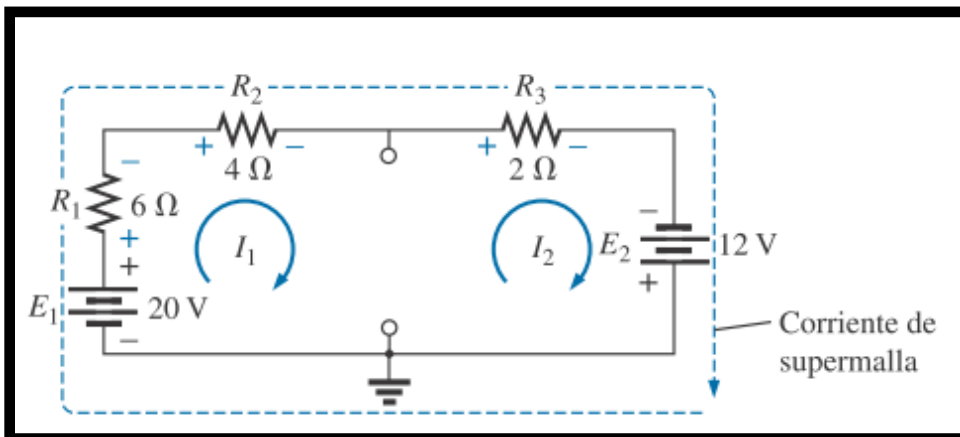 R₂
R₃
+ − + −
4 Ω 2 Ω
−
R₁ 6 Ω
+
I₁ I₂
−
E₂ 12 V
+
+
E₁ 20 V
−
Corriente de
supermalla